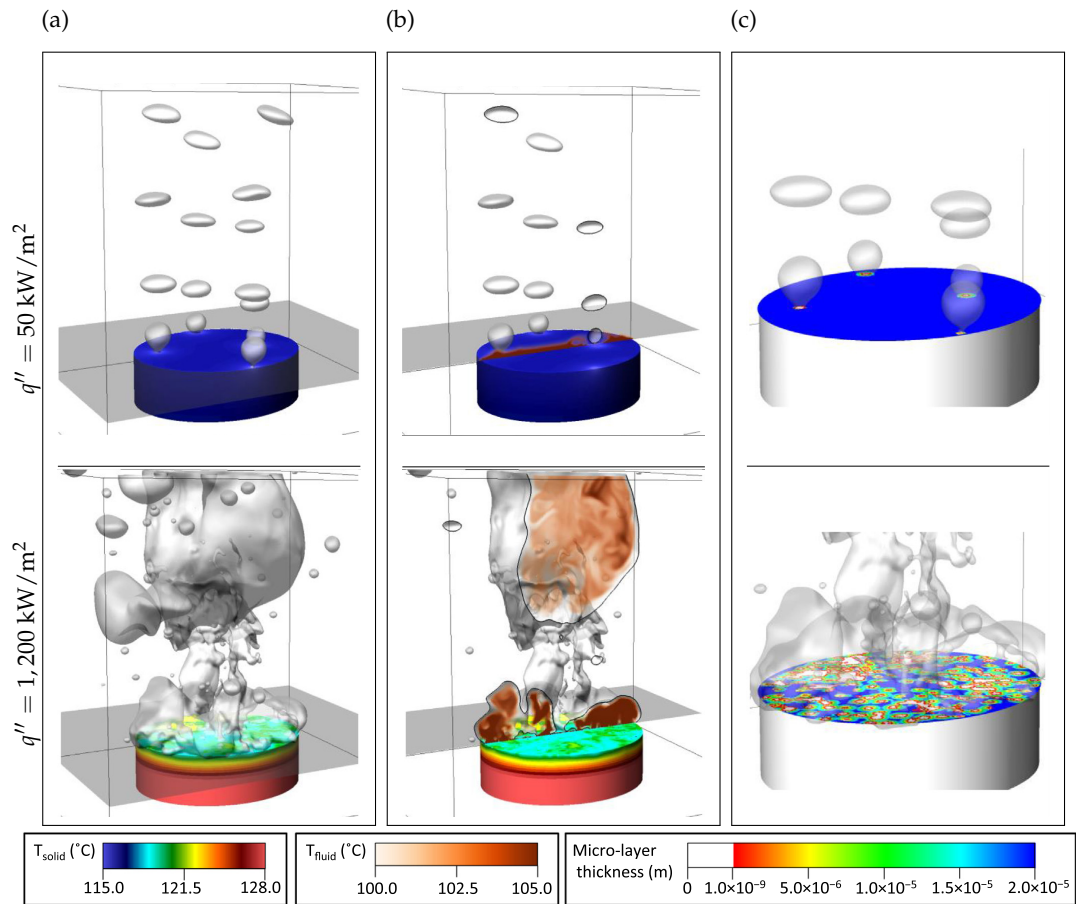 (a) (b) (c)
q″ = 50 kW/m²
q″ = 1,200 kW/m²
T_solid (˚C)
115.0 121.5 128.0
T_fluid (˚C)
100.0 102.5 105.0
Micro-layer
thickness (m)
0 1.0×10⁻⁹ 5.0×10⁻⁶ 1.0×10⁻⁵ 1.5×10⁻⁵ 2.0×10⁻⁵